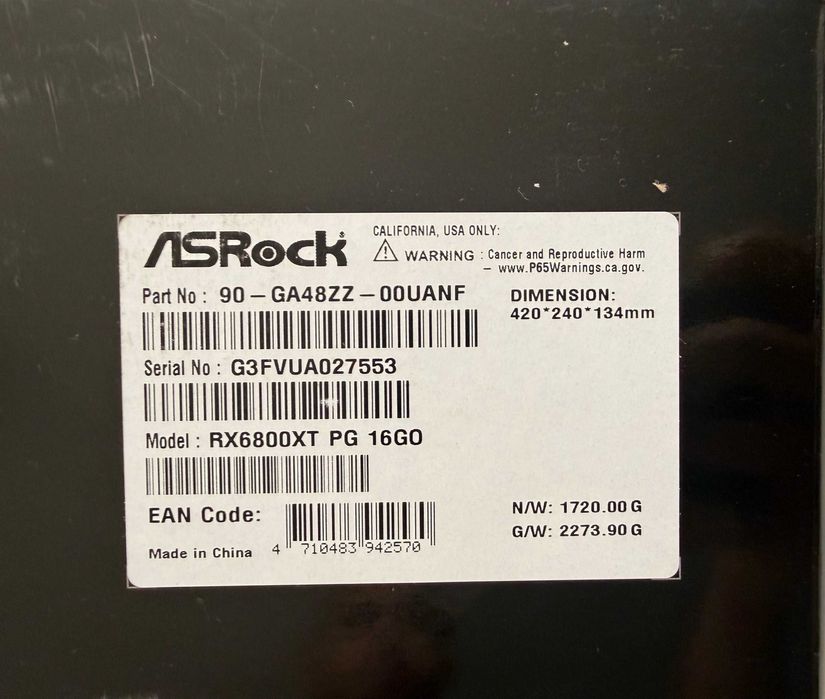 ASRock
CALIFORNIA, USA ONLY:
WARNING : Cancer and Reproductive Harm
– www.P65Warnings.ca.gov.
Part No : 90-GA48ZZ-00UANF
DIMENSION:
420*240*134mm
Serial No : G3FVUA027553
Model : RX6800XT PG 16GO
EAN Code:
4 710483 942570
Made in China
N/W: 1720.00G
G/W: 2273.90G